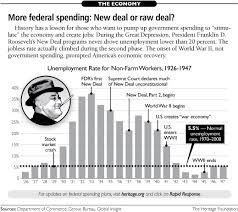 THE ECONOMY
More federal spending: New deal or raw deal?
History has a lesson for those who want to pump up government spending to "stimu-
late" the economy and create jobs: During the Great Depression, President Franklin D.
Roosevelt's New Deal programs never drove unemployment lower than 20 percent. The
jobless rate actually climbed during the second phase. The onset of World War II, not
government spending, prompted America's economic recovery.
Unemployment Rate for Non-Farm Workers, 1926-1947
FDR's first
New Deal
Supreme Court declares much
of New Deal unconstitutional
New Deal, Part 2, begins
World War II begins
U.S. creates "war economy"
U.S.
enters
WWII
Stock
market
crash
5.5% — Normal
unemployment
rate, 1970-2008
WWII ends
For updates on federal spending plans, visit heritage.org and click on Rapid Response.
Sources: Department of Commerce, Census Bureau, Global Insight
The Heritage Foundation